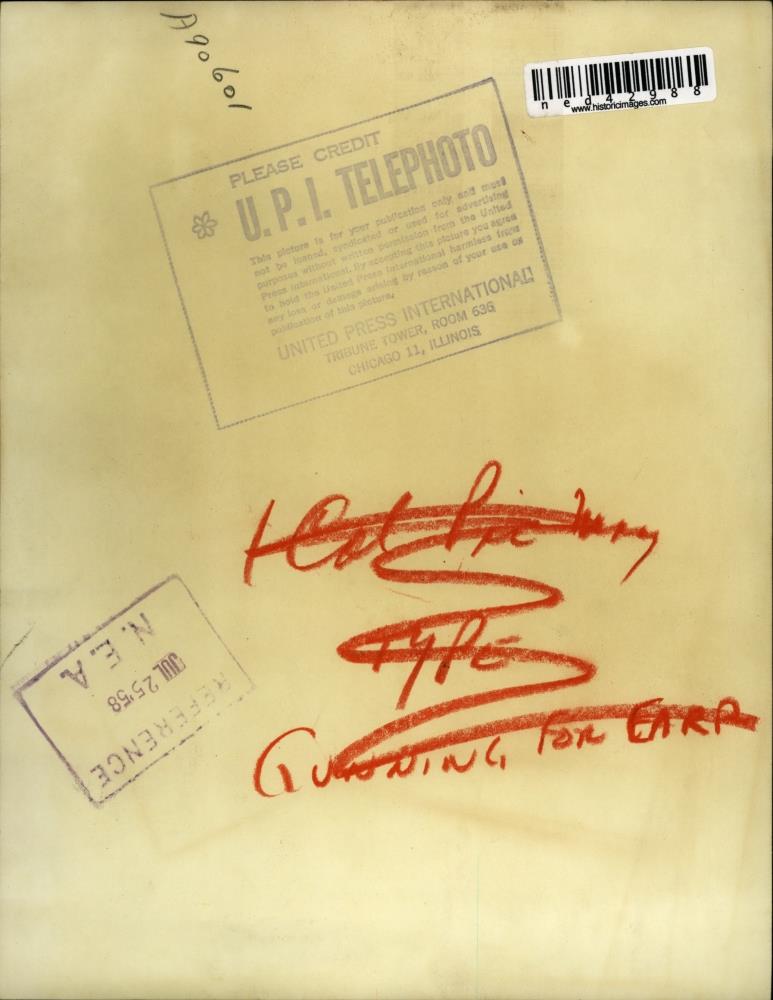 A90601
ned42988
www.historicimages.com
PLEASE CREDIT
U.P.I. TELEPHOTO
This picture is for your publication only and must
not be loaned, syndicated or used for advertising
purposes without written permission from the United
Press International. By accepting this picture you agree
to hold the United Press International harmless from
any loss or damage arising by reason of your use or
publication of this picture.
UNITED PRESS INTERNATIONAL
TRIBUNE TOWER, ROOM 636
CHICAGO 11, ILLINOIS
1 Col Pic
TYPE
GUNNING FOR EARP
REFERENCE
JUL 25 '58
N. E. A